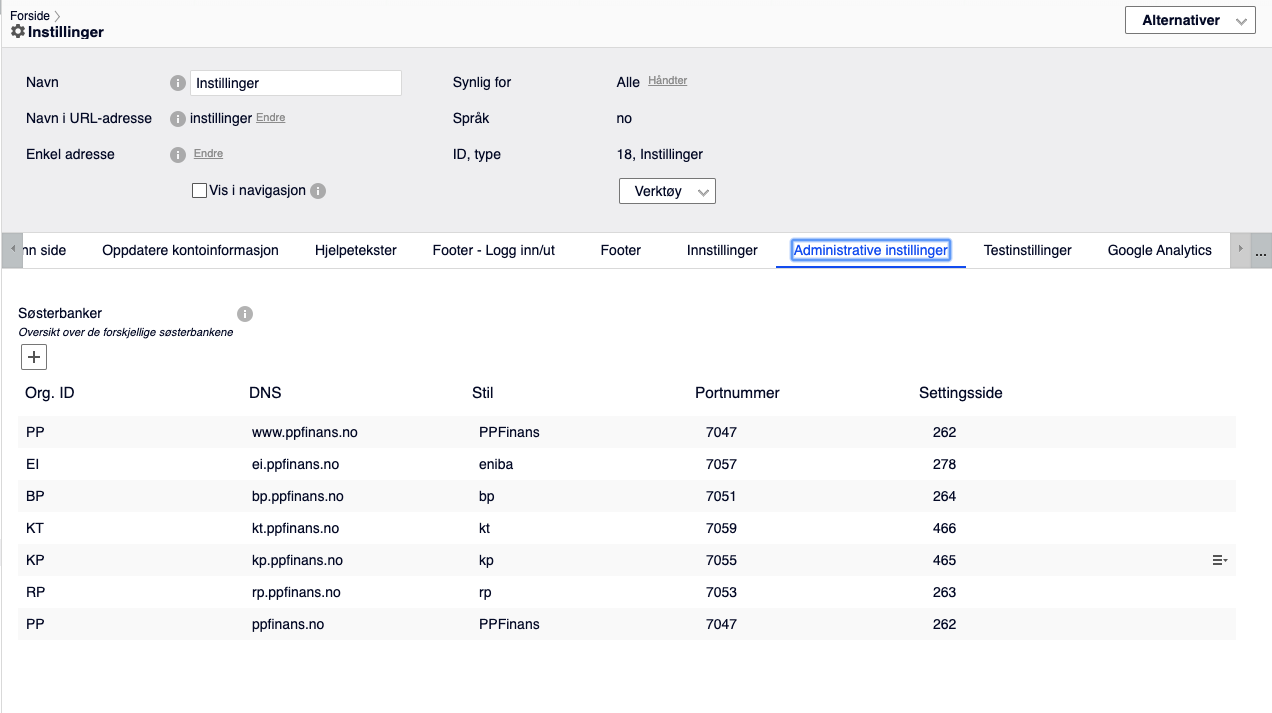 Forside
Instillinger
Alternativer
Navn Instillinger Synlig for Alle Håndter
Navn i URL-adresse instillinger Endre Språk no
Enkel adresse Endre ID, type 18, Instillinger
Vis i navigasjon Verktøy
nn side Oppdatere kontoinformasjon Hjelpetekster Footer - Logg inn/ut Footer Innstillinger Administrative instillinger Testinstillinger Google Analytics ...
Søsterbanker
Oversikt over de forskjellige søsterbankene
Org. ID DNS Stil Portnummer Settingsside
PP www.ppfinans.no PPFinans 7047 262
EI ei.ppfinans.no eniba 7057 278
BP bp.ppfinans.no bp 7051 264
KT kt.ppfinans.no kt 7059 466
KP kp.ppfinans.no kp 7055 465
RP rp.ppfinans.no rp 7053 263
PP ppfinans.no PPFinans 7047 262